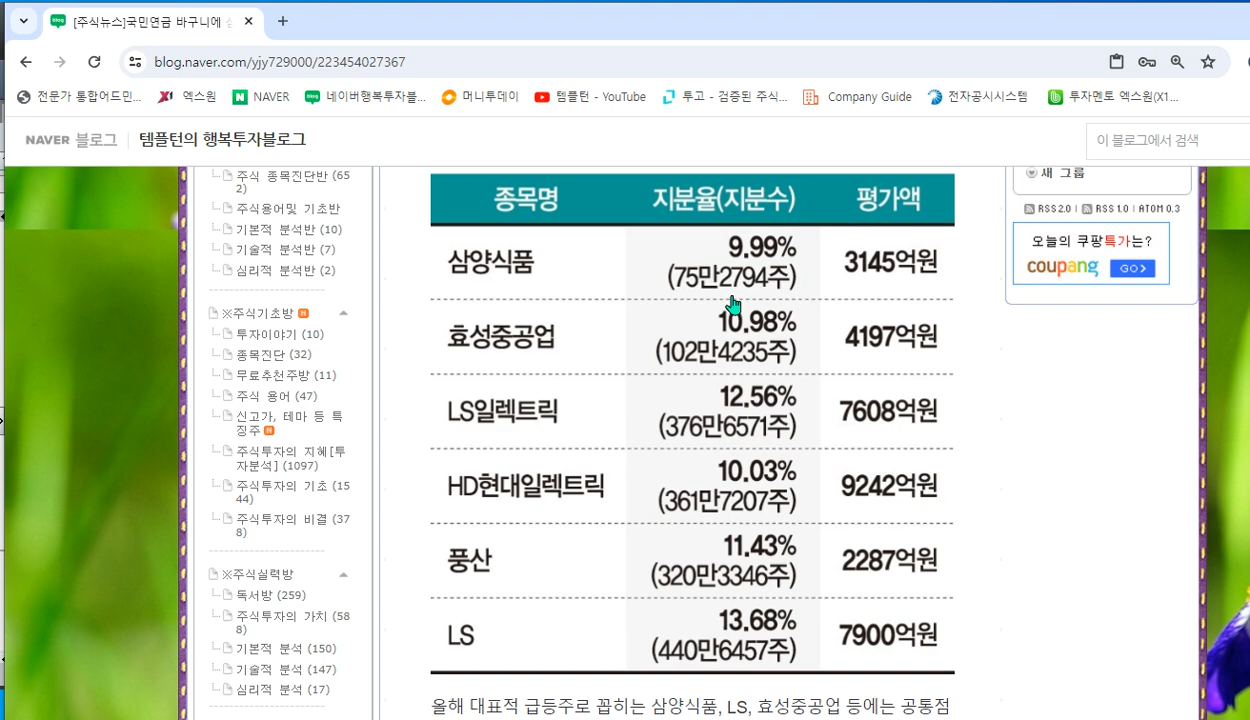 [주식뉴스]국민연금 바구니에
blog.naver.com/yjy729000/223454027367
전문가 통합어드민... 엑스원 NAVER 네이버행복투자블... 머니투데이 템플턴 - YouTube 투고 - 검증된 주식... Company Guide 전자공시시스템 투자멘토 엑스원(X1...
NAVER 블로그 템플턴의 행복투자블로그
이 블로그에서 검색
주식 종목진단반 (65
2)
주식용어및 기초반
기본적 분석반 (10)
기술적 분석반 (7)
심리적 분석반 (2)
※주식기초방
투자이야기 (10)
종목진단 (32)
무료추천주방 (11)
주식 용어 (47)
신고가, 테마 등 특
징주
주식투자의 지혜[투
자분석] (1097)
주식투자의 기초 (15
44)
주식투자의 비결 (37
8)
※주식실력방
독서방 (259)
주식투자의 가치 (58
8)
기본적 분석 (150)
기술적 분석 (147)
심리적 분석 (17)
종목명 지분율(지분수) 평가액
삼양식품 9.99% 3145억원
(75만2794주)
효성중공업 10.98% 4197억원
(102만4235주)
LS일렉트릭 12.56% 7608억원
(376만6571주)
HD현대일렉트릭 10.03% 9242억원
(361만7207주)
풍산 11.43% 2287억원
(320만3346주)
LS 13.68% 7900억원
(440만6457주)
올해 대표적 급등주로 꼽히는 삼양식품, LS, 효성중공업 등에는 공통점
새 그룹
RSS 2.0 | RSS 1.0 | ATOM 0.3
오늘의 쿠팡특가는?
coupang GO>